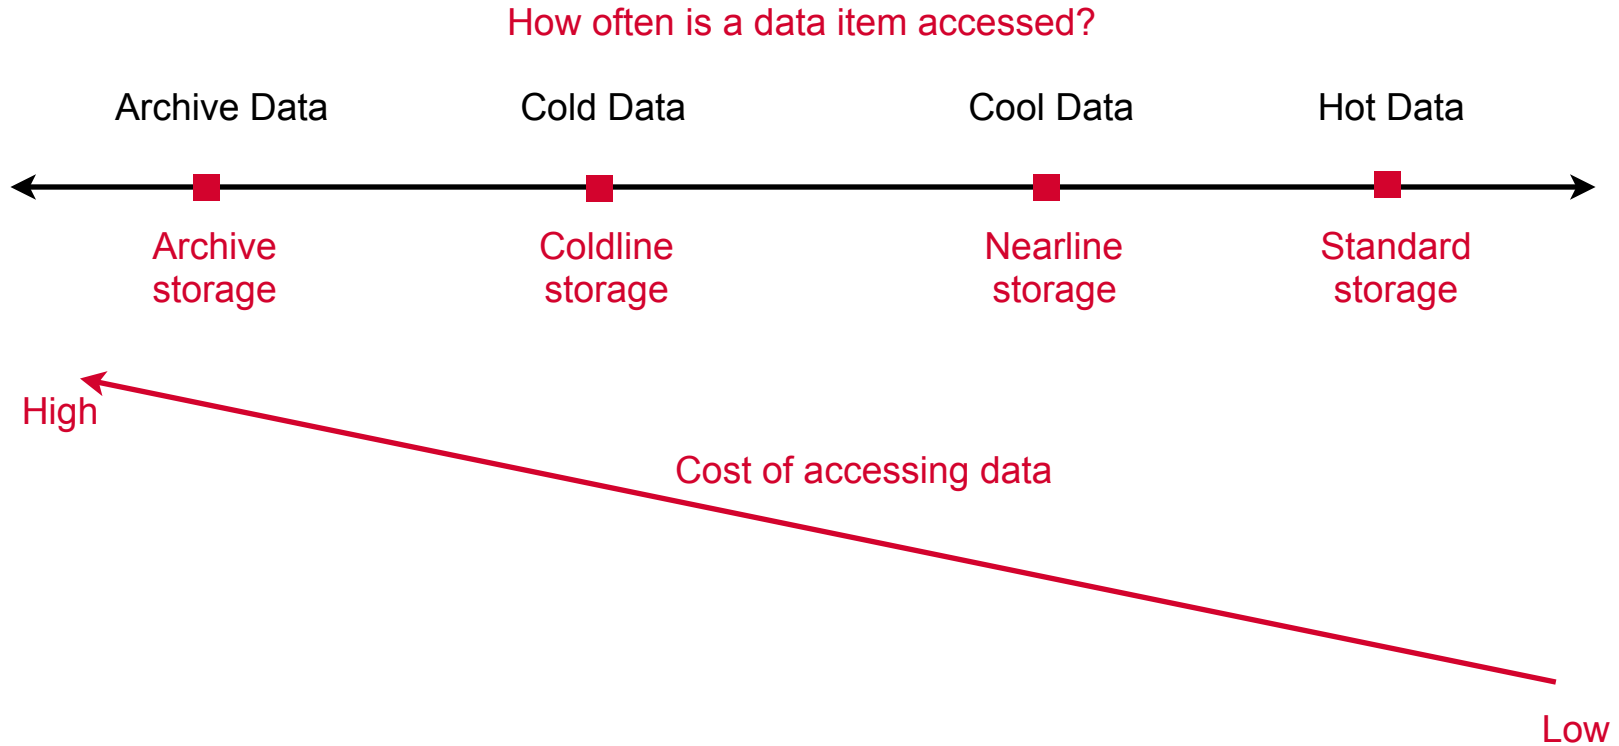 How often is a data item accessed?
Archive Data
Cold Data
Cool Data
Hot Data
Archive
storage
Coldline
storage
Nearline
storage
Standard
storage
High
Cost of accessing data
Low